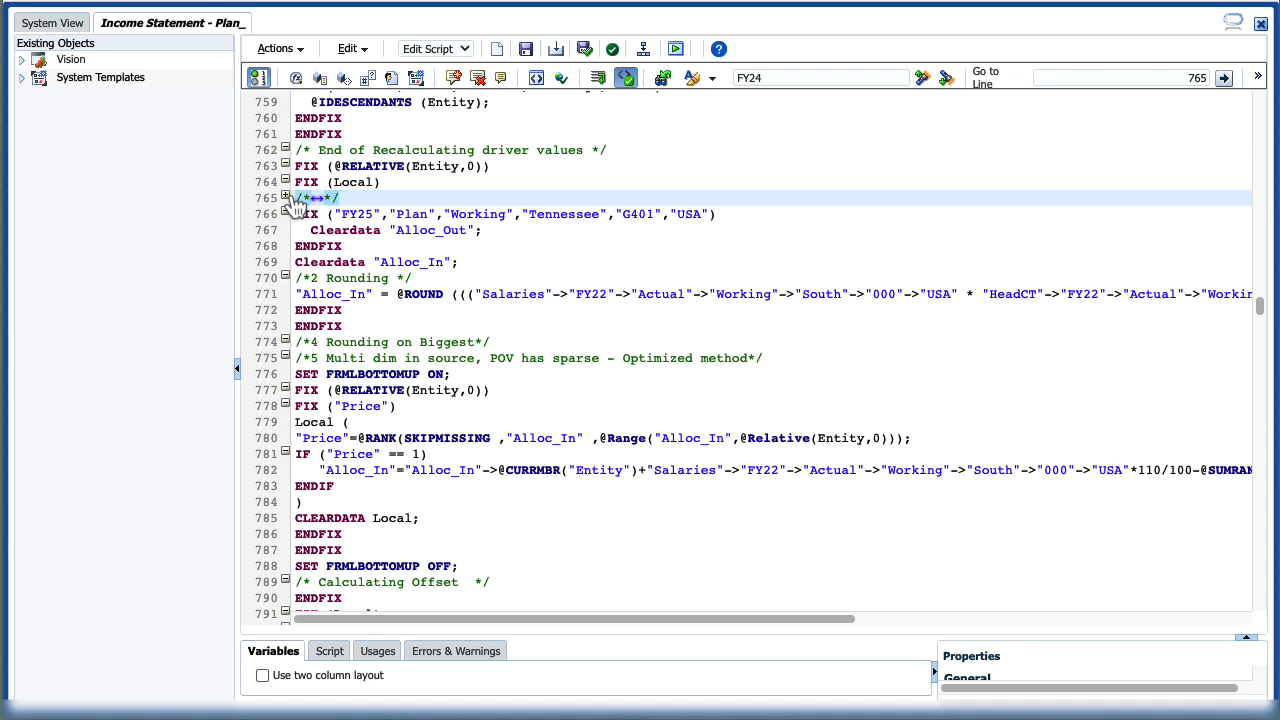 System View
Income Statement - Plan_
Existing Objects
Vision
System Templates
Actions
Edit
Edit Script
FY24
Go to Line
765
759 @IDESCENDANTS (Entity);
760 ENDFIX
761 ENDFIX
762 /* End of Recalculating driver values */
763 FIX (@RELATIVE(Entity,0))
764 FIX (Local)
765 /*↔*/
766 FIX ("FY25","Plan","Working","Tennessee","G401","USA")
767 Cleardata "Alloc_Out";
768 ENDFIX
769 Cleardata "Alloc_In";
770 /*2 Rounding */
771 "Alloc_In" = @ROUND ((("Salaries"->"FY22"->"Actual"->"Working"->"South"->"000"->"USA" * "HeadCT"->"FY22"->"Actual"->"Workin
772 ENDFIX
773 ENDFIX
774 /*4 Rounding on Biggest*/
775 /*5 Multi dim in source, POV has sparse - Optimized method*/
776 SET FRMLBOTTOMUP ON;
777 FIX (@RELATIVE(Entity,0))
778 FIX ("Price")
779 Local (
780 "Price"=@RANK(SKIPMISSING ,"Alloc_In" ,@Range("Alloc_In",@Relative(Entity,0)));
781 IF ("Price" == 1)
782 "Alloc_In"="Alloc_In"->@CURRMBR("Entity")+"Salaries"->"FY22"->"Actual"->"Working"->"South"->"000"->"USA"*110/100-@SUMRAN
783 ENDIF
784 )
785 CLEARDATA Local;
786 ENDFIX
787 ENDFIX
788 SET FRMLBOTTOMUP OFF;
789 /* Calculating Offset */
790 ENDFIX
791
Variables
Script
Usages
Errors & Warnings
Use two column layout
Properties
General